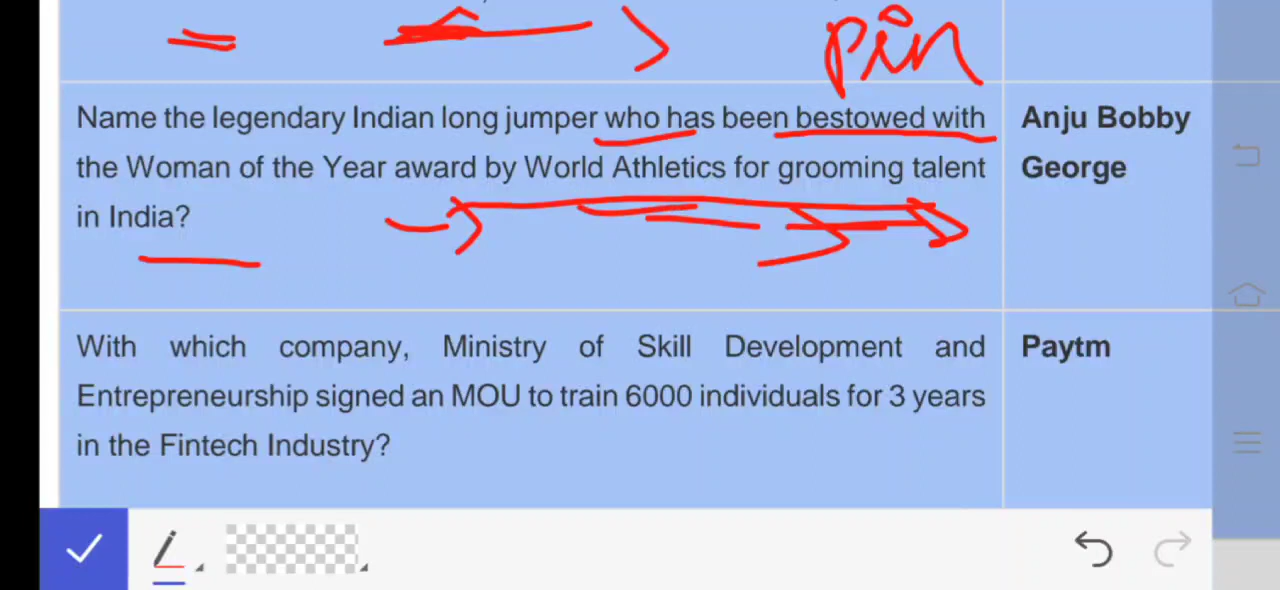 pin
Name the legendary Indian long jumper who has been bestowed with
the Woman of the Year award by World Athletics for grooming talent
in India?
Anju Bobby
George
With which company, Ministry of Skill Development and
Entrepreneurship signed an MOU to train 6000 individuals for 3 years
in the Fintech Industry?
Paytm